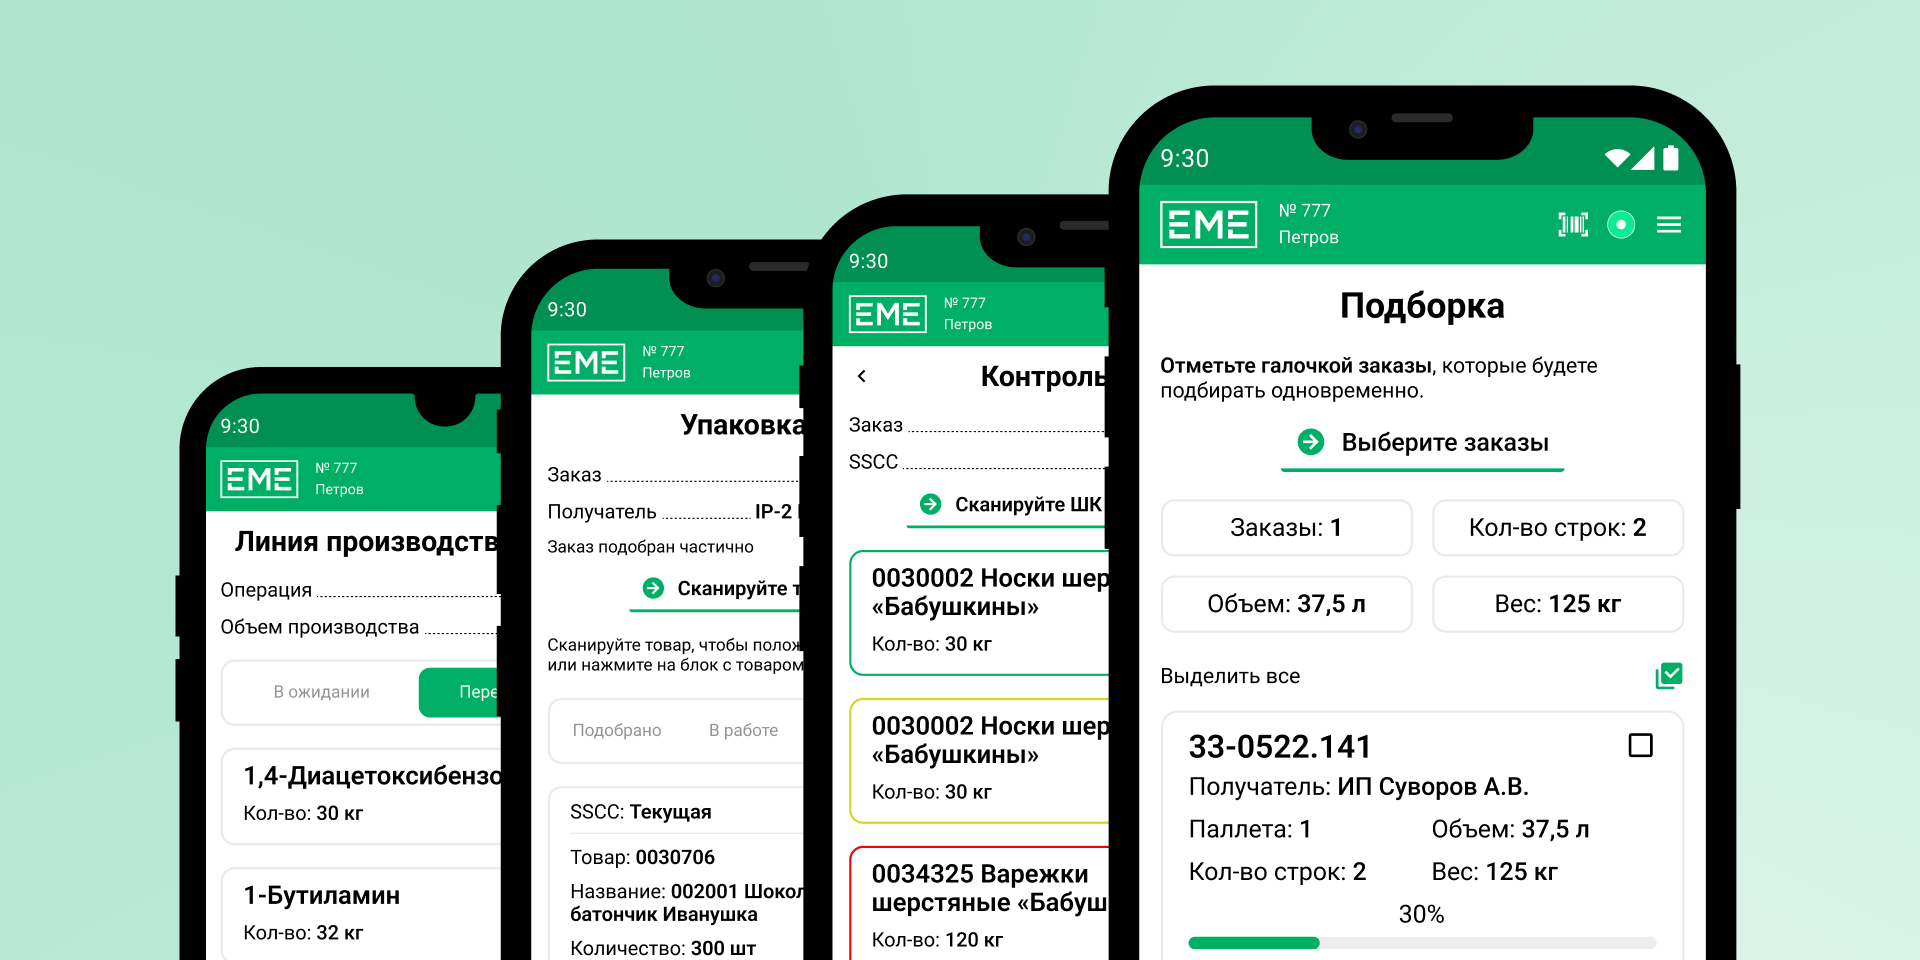 9:30
EME
№ 777
Петров
Линия производств
Операция
Объем производства
В ожидании
Пере
1,4-Диацетоксибензо
Кол-во: 30 кг
1-Бутиламин
Кол-во: 32 кг
9:30
EME
№ 777
Петров
Упаковка
Заказ
Получатель IP-2
Заказ подобран частично
Сканируйте т
Сканируйте товар, чтобы полож
или нажмите на блок с товаром
Подобрано В работе
SSCC: Текущая
Товар: 0030706
Название: 002001 Шокол
батончик Иванушка
Количество: 300 шт
9:30
EME
№ 777
Петров
Контроль
Заказ
SSCC
Сканируйте ШК
0030002 Носки шер
«Бабушкины»
Кол-во: 30 кг
0030002 Носки шер
«Бабушкины»
Кол-во: 30 кг
0034325 Варежки
шерстяные «Бабуш
Кол-во: 120 кг
9:30
EME
№ 777
Петров
Подборка
Отметьте галочкой заказы, которые будете
подбирать одновременно.
Выберите заказы
Заказы: 1 Кол-во строк: 2
Объем: 37,5 л Вес: 125 кг
Выделить все
33-0522.141
Получатель: ИП Суворов А.В.
Паллета: 1 Объем: 37,5 л
Кол-во строк: 2 Вес: 125 кг
30%